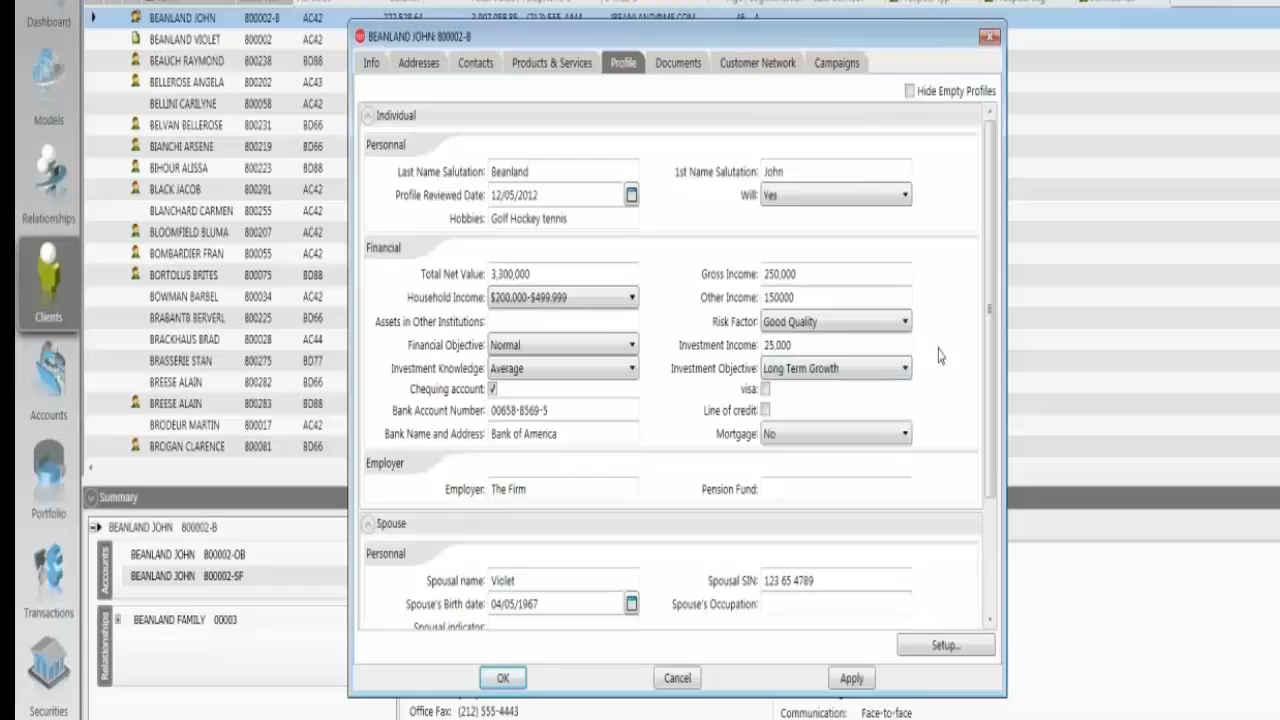 Dashboard
Models
Relationships
Clients
Accounts
Portfolio
Transactions
Securities
BEANLAND JOHN 800002-B AC42
BEANLAND VIOLET 800002 AC42
BEAUCH RAYMOND 800238 BD88
BELLEROSE ANGELA 800202 AC43
BELLINI CARILYNE 800058 AC42
BELVAN BELLEROSE 800231 BD66
BIANCHI ARSENE 800219 BD66
BIHOUR ALISSA 800223 BD88
BLACK JACOB 800291 AC42
BLANCHARD CARMEN 800255 AC42
BLOOMFIELD BLUMA 800207 AC42
BOMBARDIER FRAN 800055 AC42
BORTOLUS BRITES 800075 BD88
BOWMAN BARBEL 800034 AC42
BRABANTB BERVERL 800225 BD66
BRACKHAUS BRAD 800028 AC44
BRASSERIE STAN 800275 BD77
BREESE ALAIN 800282 BD66
BREESE ALAIN 800283 BD88
BRODEUR MARTIN 800017 AC42
BROGAN CLARENCE 800081 BD66
Summary
BEANLAND JOHN 800002-B
Accounts
BEANLAND JOHN 800002-OB
BEANLAND JOHN 800002-SF
Relationships
BEANLAND FAMILY 00003
BEANLAND JOHN: 800002-B
Info Addresses Contacts Products & Services Profile Documents Customer Network Campaigns
Hide Empty Profiles
Individual
Personnal
Last Name Salutation: Beanland 1st Name Salutation: John
Profile Reviewed Date: 12/05/2012 Will: Yes
Hobbies: Golf Hockey tennis
Financial
Total Net Value: 3,300,000 Gross Income: 250,000
Household Income: $200.000-$499.999 Other Income: 150000
Assets in Other Institutions: Risk Factor: Good Quality
Financial Objective: Normal Investment Income: 25,000
Investment Knowledge: Average Investment Objective: Long Term Growth
Chequing account: visa:
Bank Account Number: 00658-8569-5 Line of credit:
Bank Name and Address: Bank of America Mortgage: No
Employer
Employer: The Firm Pension Fund:
Spouse
Personnal
Spousal name: Violet Spousal SIN: 123 65 4789
Spouse's Birth date: 04/05/1967 Spouse's Occupation:
Spousal indicator:
Setup...
OK Cancel Apply
Office Fax: (212) 555-4443 Communication: Face-to-face